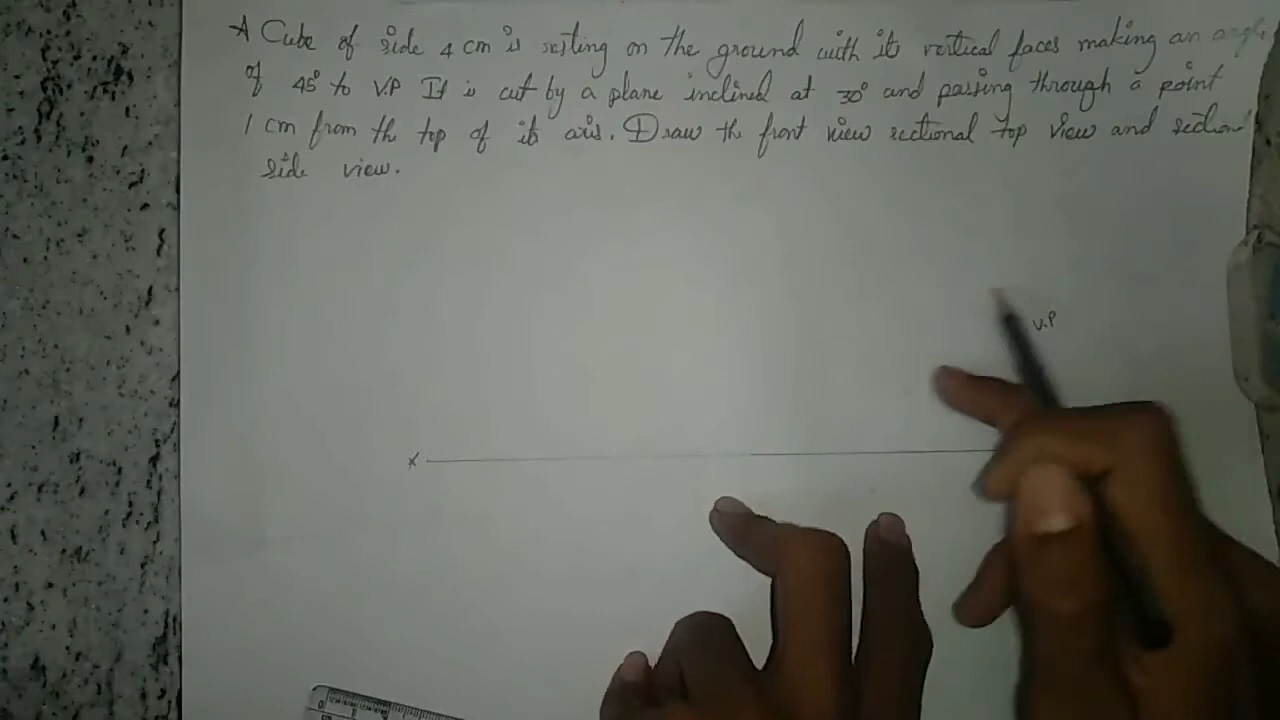 A Cube of side 4 cm is resting on the ground with its vertical faces making an angle
of 45° to V.P It is cut by a plane inclined at 30° and passing through a point
1 cm from the top of its axis. Draw the front view sectional top view and section
side view.
V.P
X